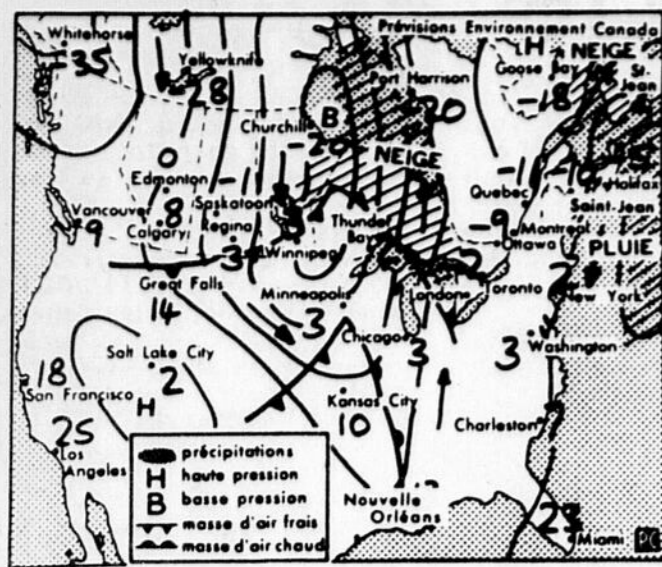 Prévisions Environnement Canada
Whitehorse
35
Yellowknife
28
Port Harrison
-20
H
Goose Bay
-18
NEIGE
St-
Jean
Churchill
B
-20
NEIGE
0
Edmonton
8
Calgary
Vancouver
9
Saskatoon
Regina
3
Winnipeg
Thunder
Bay
Quebec
-9
Montreal
Ottawa
Halifax
Saint-Jean
PLUIE
Great Falls
14
Minneapolis
3
London
Toronto
2
New York
Chicago
3
3
Washington
Salt Lake City
2
H
18
San Francisco
25
Los
Angeles
Kansas City
10
Charleston
Nouvelle
Orléans
23
Miami
PC
précipitations
H haute pression
B basse pression
masse d'air frais
masse d'air chaud